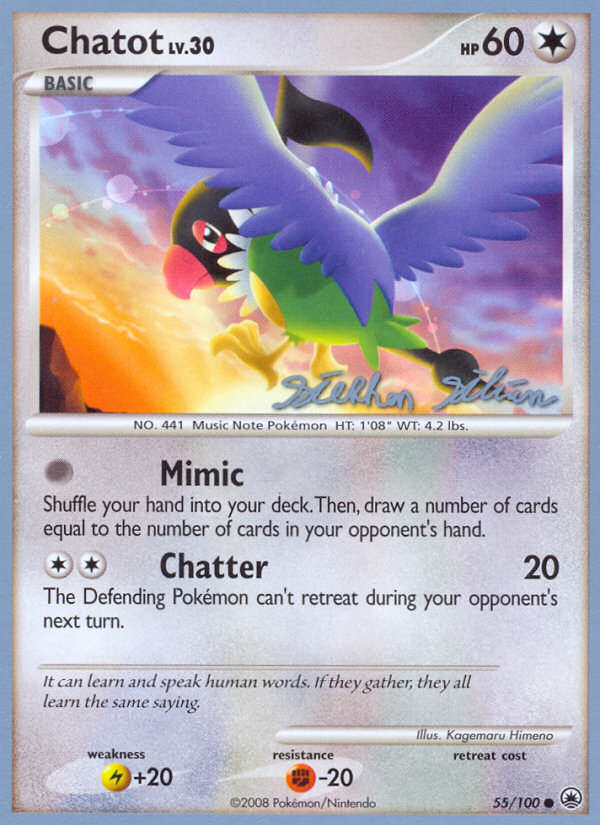 Chatot LV.30 HP 60
BASIC
Stephen Silvestro
NO. 441 Music Note Pokémon HT: 1'08" WT: 4.2 lbs.
Mimic
Shuffle your hand into your deck. Then, draw a number of cards
equal to the number of cards in your opponent's hand.
Chatter 20
The Defending Pokémon can't retreat during your opponent's
next turn.
It can learn and speak human words. If they gather, they all
learn the same saying.
Illus. Kagemaru Himeno
weakness resistance retreat cost
+20 -20
©2008 Pokémon/Nintendo 55/100